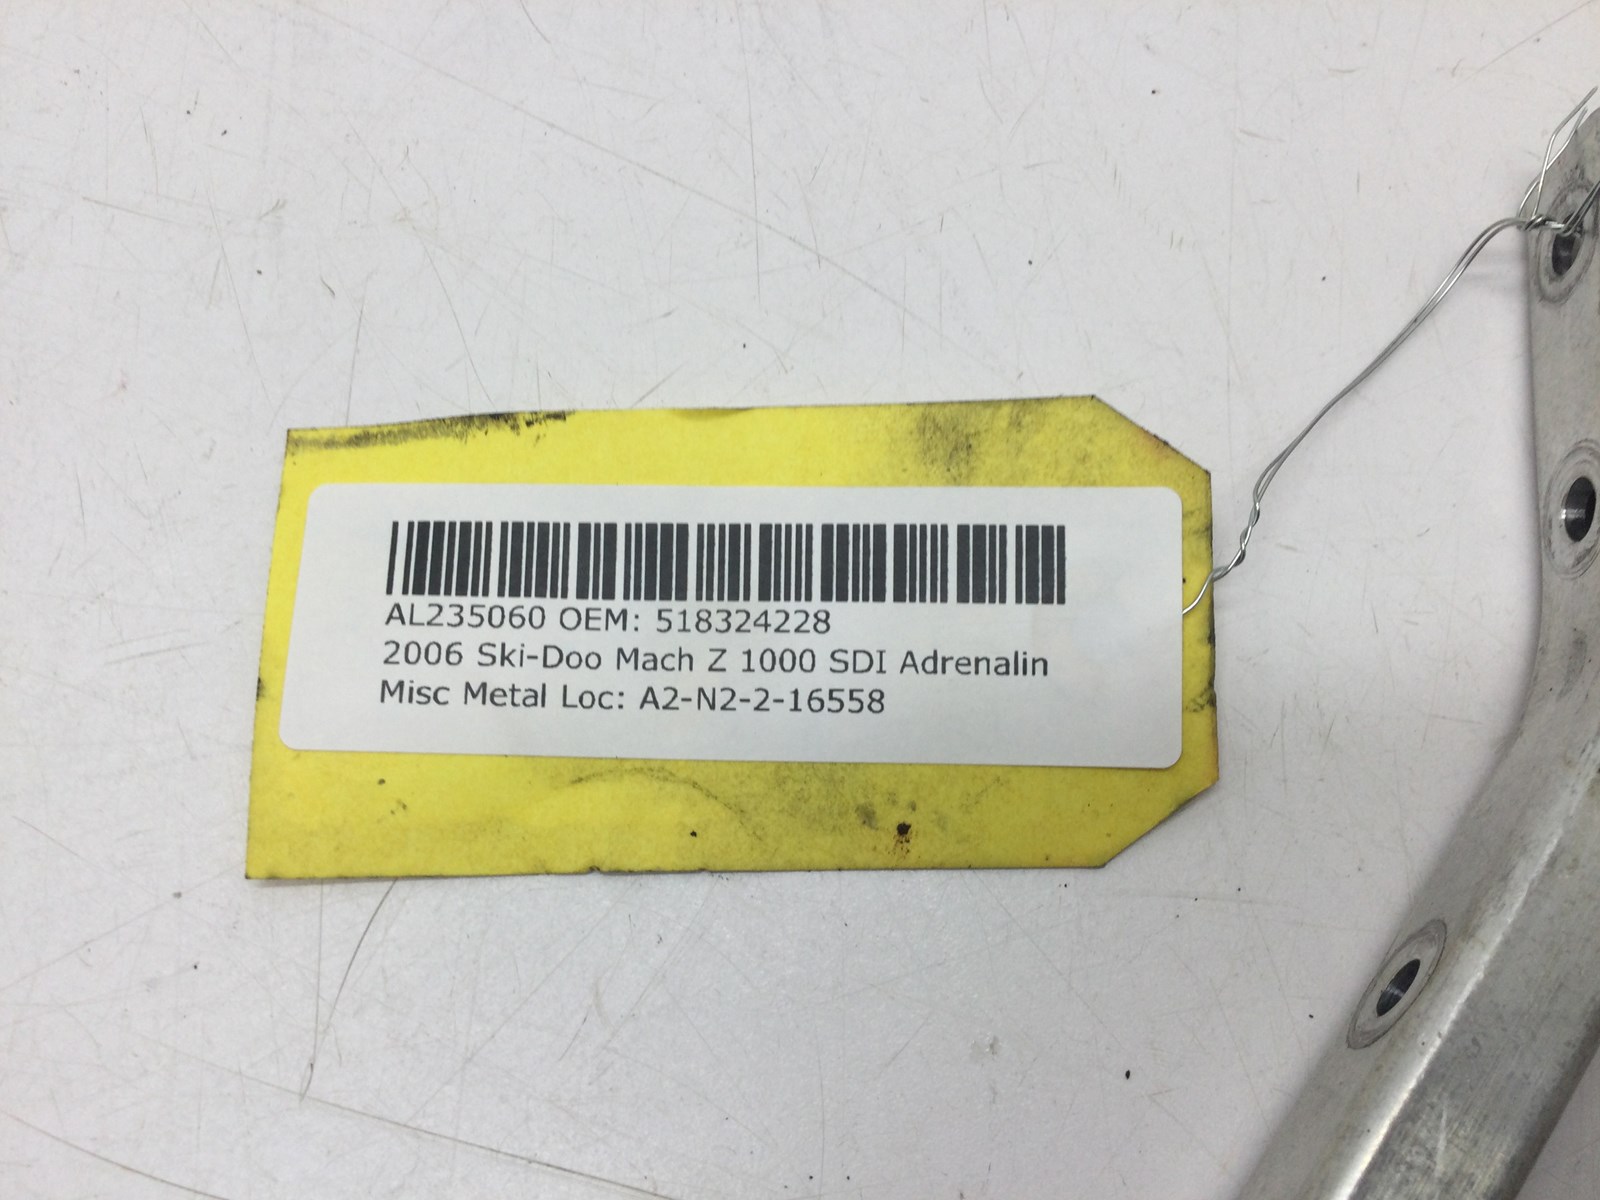 AL235060 OEM: 518324228
2006 Ski-Doo Mach Z 1000 SDI Adrenalin
Misc Metal Loc: A2-N2-2-16558